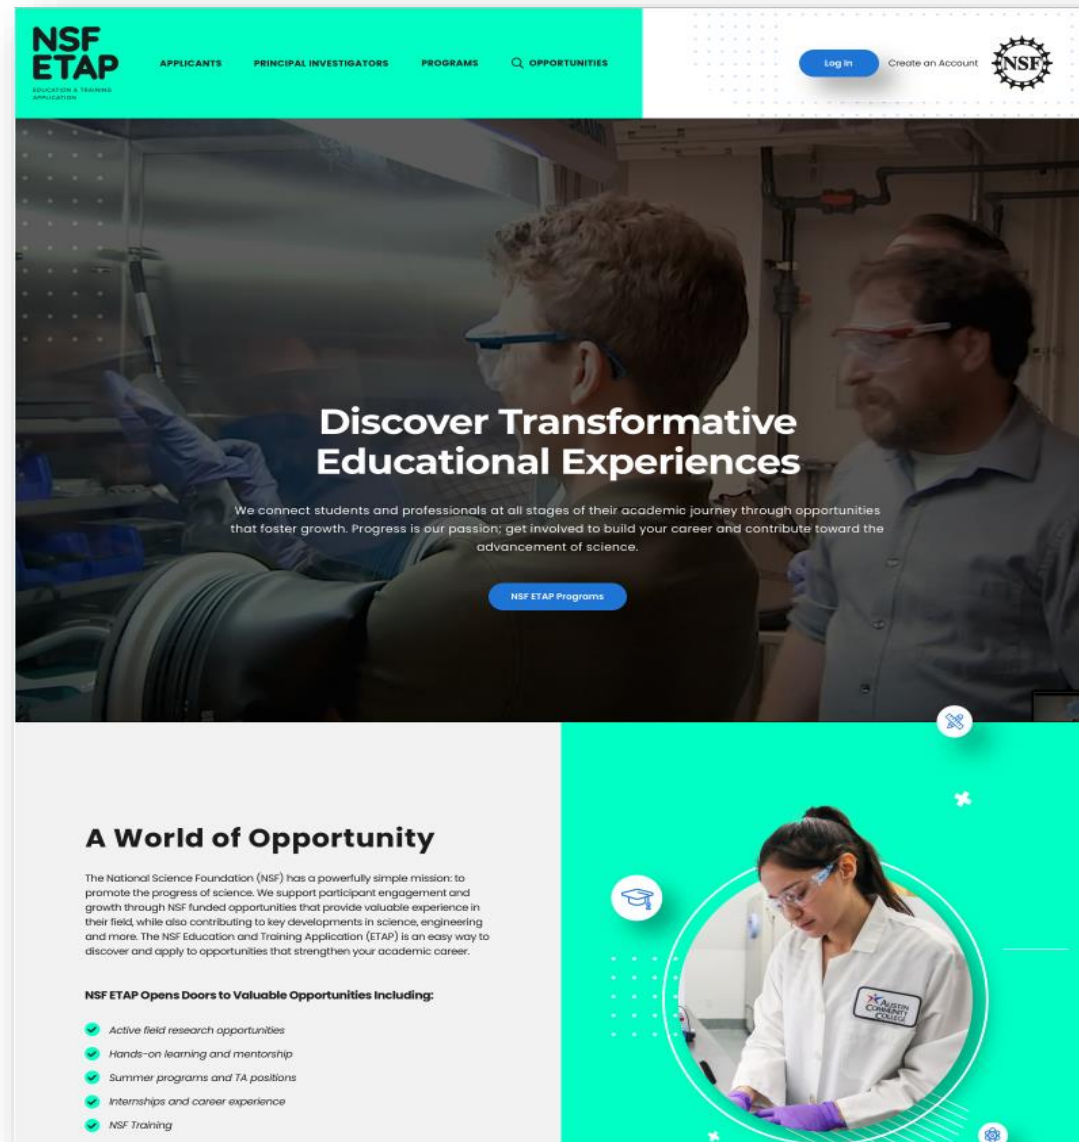 NSF
ETAP
EDUCATION & TRAINING
APPLICATION
APPLICANTS
PRINCIPAL INVESTIGATORS
PROGRAMS
OPPORTUNITIES
Log In
Create an Account
NSF
Discover Transformative
Educational Experiences
We connect students and professionals at all stages of their academic journey through opportunities
that foster growth. Progress is our passion; get involved to build your career and contribute toward the
advancement of science.
NSF ETAP Programs
A World of Opportunity
The National Science Foundation (NSF) has a powerfully simple mission: to
promote the progress of science. We support participant engagement and
growth through NSF funded opportunities that provide valuable experience in
their field, while also contributing to key developments in science, engineering
and more. The NSF Education and Training Application (ETAP) is an easy way to
discover and apply to opportunities that strengthen your academic career.
NSF ETAP Opens Doors to Valuable Opportunities Including:
Active field research opportunities
Hands-on learning and mentorship
Summer programs and TA positions
Internships and career experience
NSF Training
AUSTIN
COMMUNITY
COLLEGE